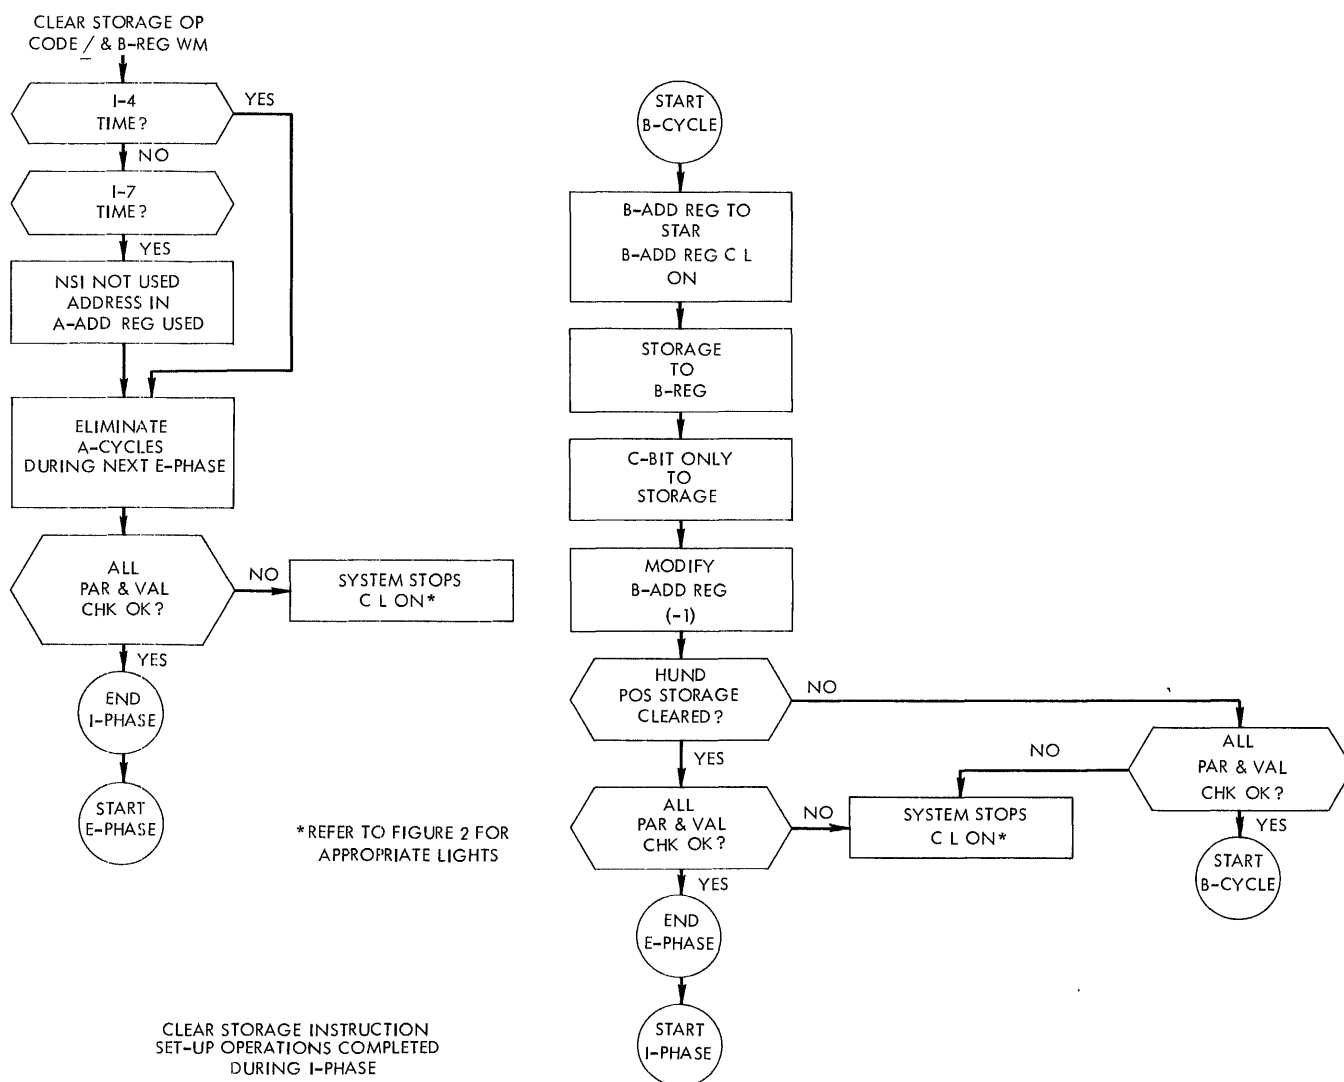 CLEAR STORAGE OP
CODE / & B-REG WM
I-4
TIME?
YES
NO
I-7
TIME?
YES
NSI NOT USED
ADDRESS IN
A-ADD REG USED
ELIMINATE
A-CYCLES
DURING NEXT E-PHASE
ALL
PAR & VAL
CHK OK?
NO
SYSTEM STOPS
C L ON*
YES
END
I-PHASE
START
E-PHASE
*REFER TO FIGURE 2 FOR
APPROPRIATE LIGHTS
CLEAR STORAGE INSTRUCTION
SET-UP OPERATIONS COMPLETED
DURING I-PHASE
START
B-CYCLE
B-ADD REG TO
STAR
B-ADD REG C L
ON
STORAGE
TO
B-REG
C-BIT ONLY
TO
STORAGE
MODIFY
B-ADD REG
(-1)
HUND
POS STORAGE
CLEARED?
NO
YES
ALL
PAR & VAL
CHK OK?
NO
SYSTEM STOPS
C L ON*
NO
ALL
PAR & VAL
CHK OK?
YES
START
B-CYCLE
YES
END
E-PHASE
START
I-PHASE